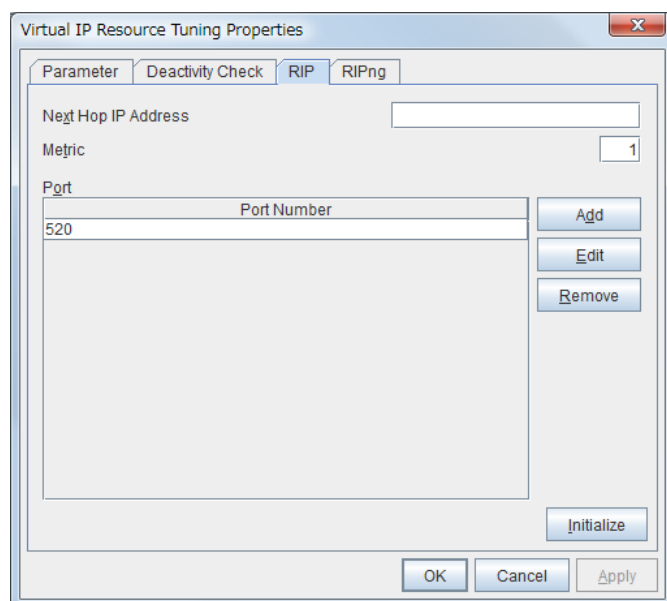 Virtual IP Resource Tuning Properties
Parameter Deactivity Check RIP RIPng
Next Hop IP Address
Metric 1
Port
Port Number
520
Add
Edit
Remove
Initialize
OK Cancel Apply